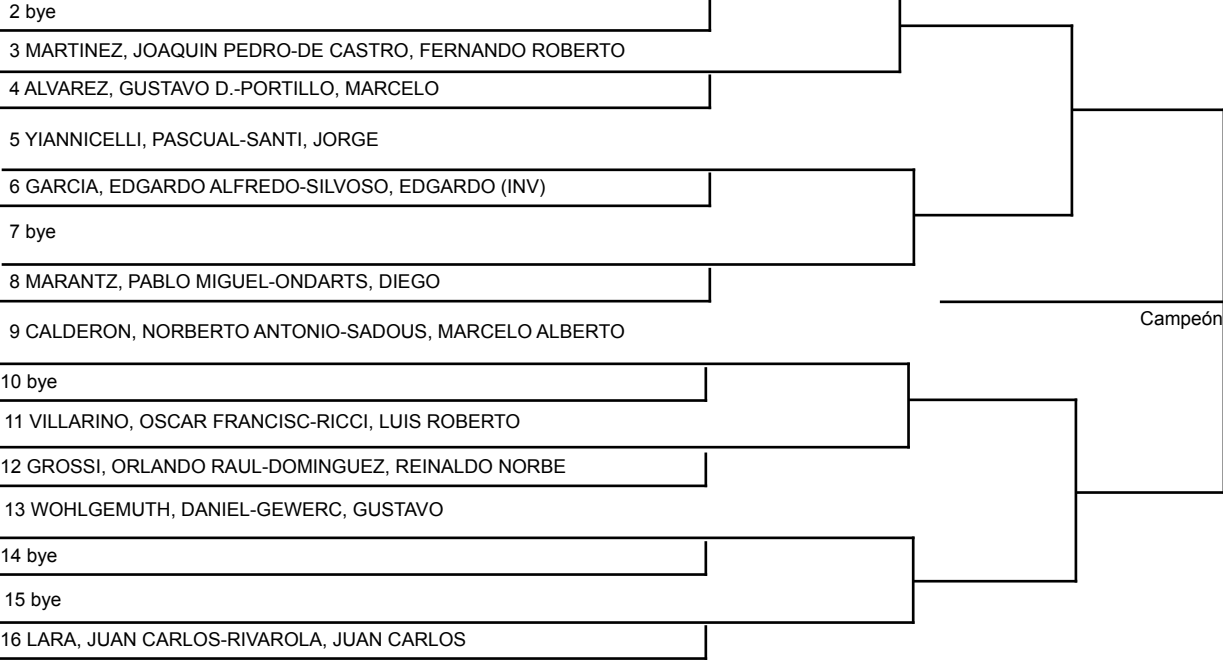 2 bye
3 MARTINEZ, JOAQUIN PEDRO-DE CASTRO, FERNANDO ROBERTO
4 ALVAREZ, GUSTAVO D.-PORTILLO, MARCELO
5 YIANNICELLI, PASCUAL-SANTI, JORGE
6 GARCIA, EDGARDO ALFREDO-SILVOSO, EDGARDO (INV)
7 bye
8 MARANTZ, PABLO MIGUEL-ONDARTS, DIEGO
Campeón
9 CALDERON, NORBERTO ANTONIO-SADOUS, MARCELO ALBERTO
10 bye
11 VILLARINO, OSCAR FRANCISC-RICCI, LUIS ROBERTO
12 GROSSI, ORLANDO RAUL-DOMINGUEZ, REINALDO NORBE
13 WOHLGEMUTH, DANIEL-GEWERC, GUSTAVO
14 bye
15 bye
16 LARA, JUAN CARLOS-RIVAROLA, JUAN CARLOS